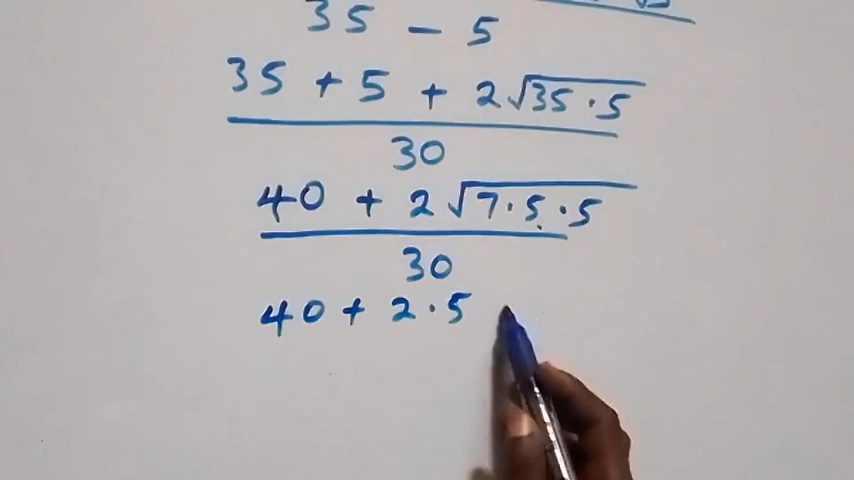 35 - 5
35 + 5 + 2√35·5
30
40 + 2√7·5·5
30
40 + 2·5